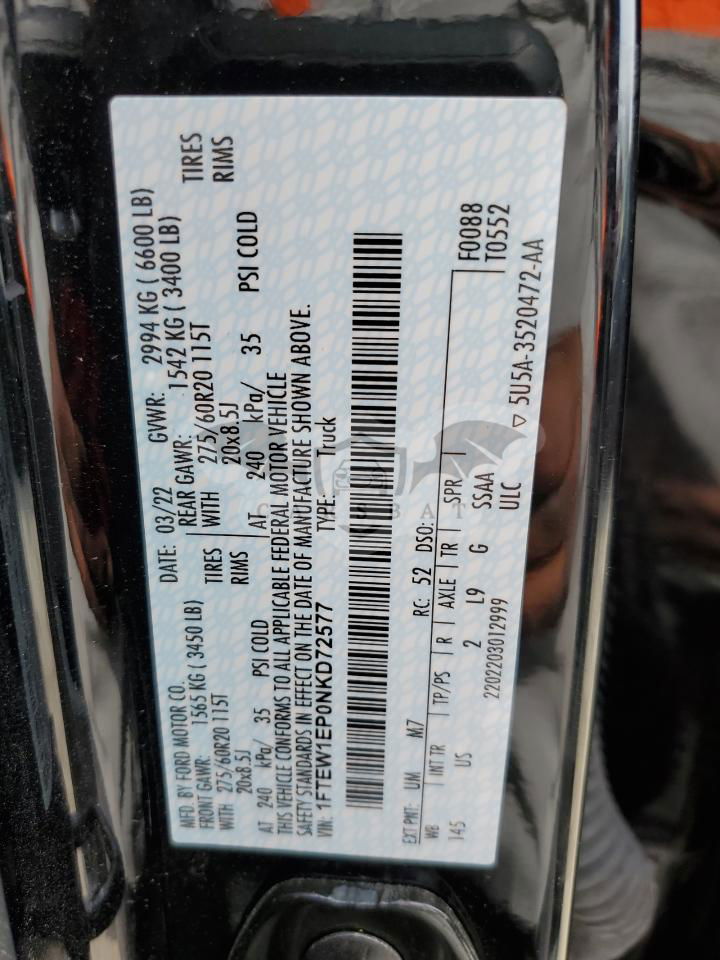 MFD. BY FORD MOTOR CO. DATE: 03/22 GVWR: 2994 KG ( 6600 LB)
FRONT GAWR: 1565 KG ( 3450 LB) REAR GAWR: 1542 KG ( 3400 LB)
WITH 275/60R20 115T TIRES WITH 275/60R20 115T TIRES
20x8.5J RIMS 20x8.5J RIMS
AT 240 kPa/ 35 PSI COLD AT 240 kPa/ 35 PSI COLD
THIS VEHICLE CONFORMS TO ALL APPLICABLE FEDERAL MOTOR VEHICLE
SAFETY STANDARDS IN EFFECT ON THE DATE OF MANUFACTURE SHOWN ABOVE.
VIN: 1FTEW1EP0NKD72577 TYPE: Truck
EXT PNT: UM M7 RC: 52 DSO: F0088
WB INT TR TP/PS R AXLE TR SPR T0552
145 US 2 L9 G SSAA
2202203012999 ULC ▽ 5U5A-3520472-AA